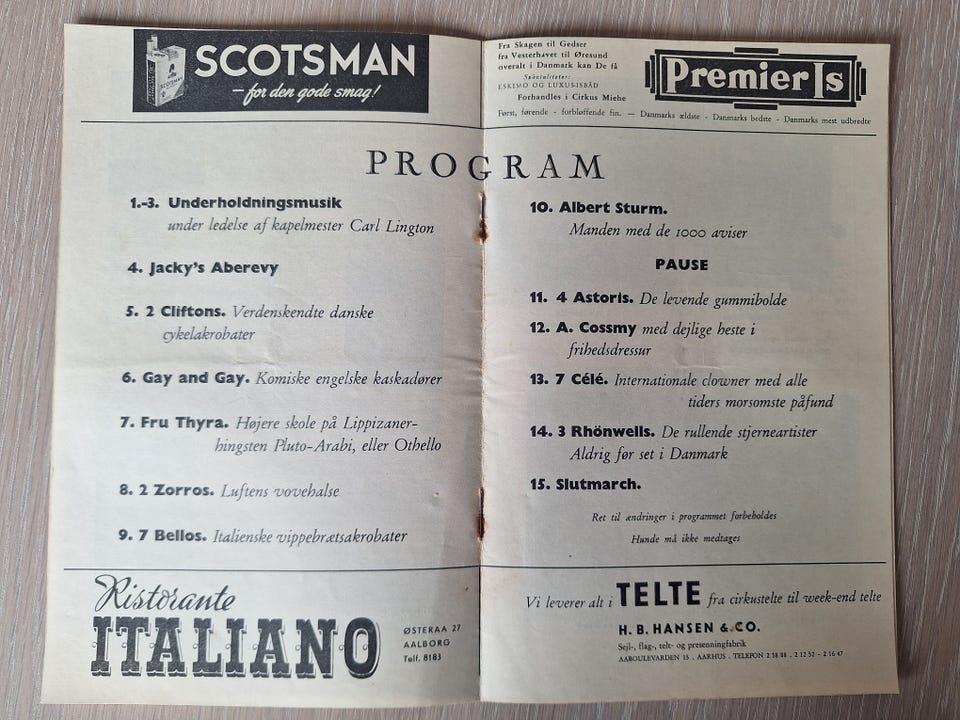 SCOTSMAN
SCOTSMAN
– for den gode smag!
Fra Skagen til Gedser
fra Vesterhavet til Øresund
overalt i Danmark kan De få
Specialiteter:
ESKIMO OG LUXUS-ISBÅD
Forhandles i Cirkus Miehe
Premier Is
Først, førende - forbløffende fin. — Danmarks ældste - Danmarks bedste - Danmarks mest udbredte
PROGRAM
1.-3. Underholdningsmusik
under ledelse af kapelmester Carl Lington
4. Jacky's Aberevy
5. 2 Cliftons. Verdenskendte danske
cykelakrobater
6. Gay and Gay. Komiske engelske kaskadører
7. Fru Thyra. Højere skole på Lippizaner-
hingsten Pluto-Arabi, eller Othello
8. 2 Zorros. Luftens vovehalse
9. 7 Bellos. Italienske vippebrætsakrobater
10. Albert Sturm.
Manden med de 1000 aviser
PAUSE
11. 4 Astoris. De levende gummibolde
12. A. Cossmy med dejlige heste i
frihedsdressur
13. 7 Célé. Internationale clowner med alle
tiders morsomste påfund
14. 3 Rhönwells. De rullende stjerneartister
Aldrig før set i Danmark
15. Slutmarch.
Ret til ændringer i programmet forbeholdes
Hunde må ikke medtages
Ristorante
ITALIANO
ØSTERAA 27
AALBORG
Telf. 8183
Vi leverer alt i TELTE fra cirkustelte til week-end telte
H. B. HANSEN & CO.
Sejl-, flag-, telt- og presenningfabrik
AABOULEVARDEN 15 . AARHUS . TELEFON 2 58 88 . 2 12 52 - 2 16 47